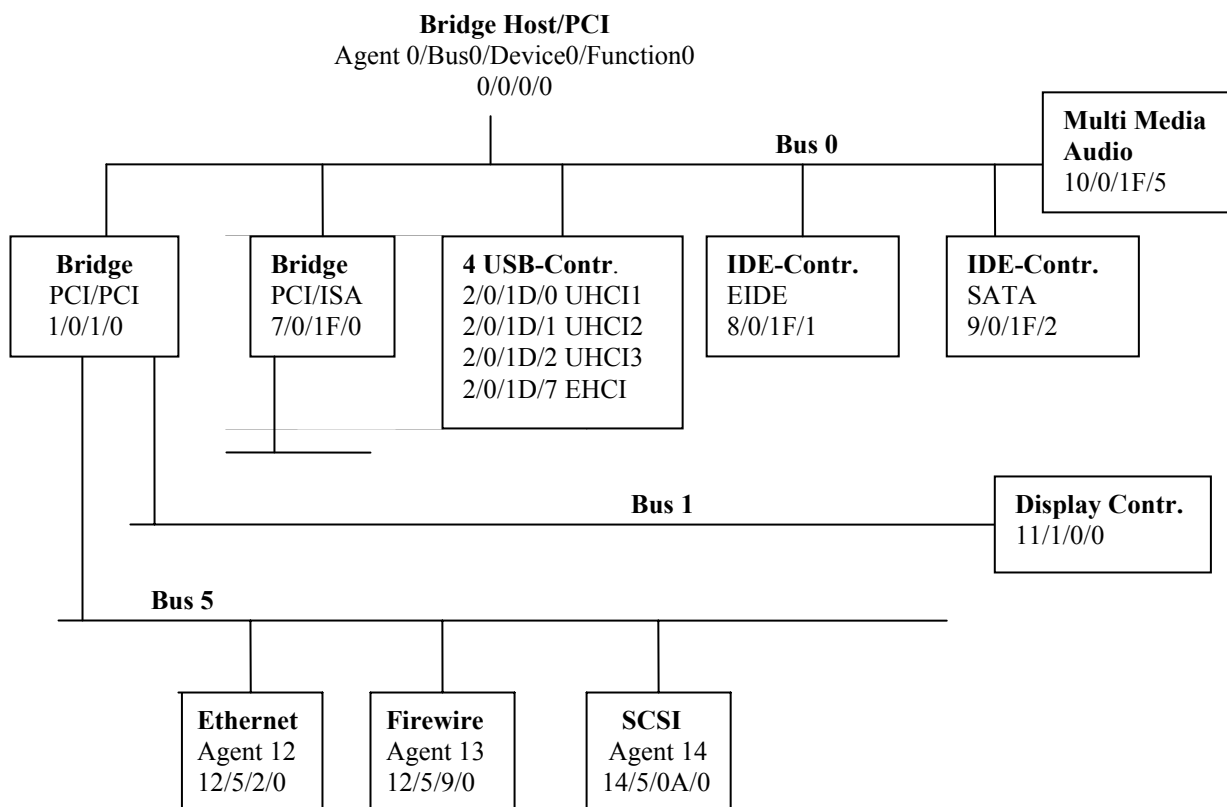 Bridge Host/PCI
Agent 0/Bus0/Device0/Function0
0/0/0/0
Bus 0
Multi Media
Audio
10/0/1F/5
Bridge
PCI/PCI
1/0/1/0
Bridge
PCI/ISA
7/0/1F/0
4 USB-Contr.
2/0/1D/0 UHCI1
2/0/1D/1 UHCI2
2/0/1D/2 UHCI3
2/0/1D/7 EHCI
IDE-Contr.
EIDE
8/0/1F/1
IDE-Contr.
SATA
9/0/1F/2
Bus 1
Display Contr.
11/1/0/0
Bus 5
Ethernet
Agent 12
12/5/2/0
Firewire
Agent 13
12/5/9/0
SCSI
Agent 14
14/5/0A/0